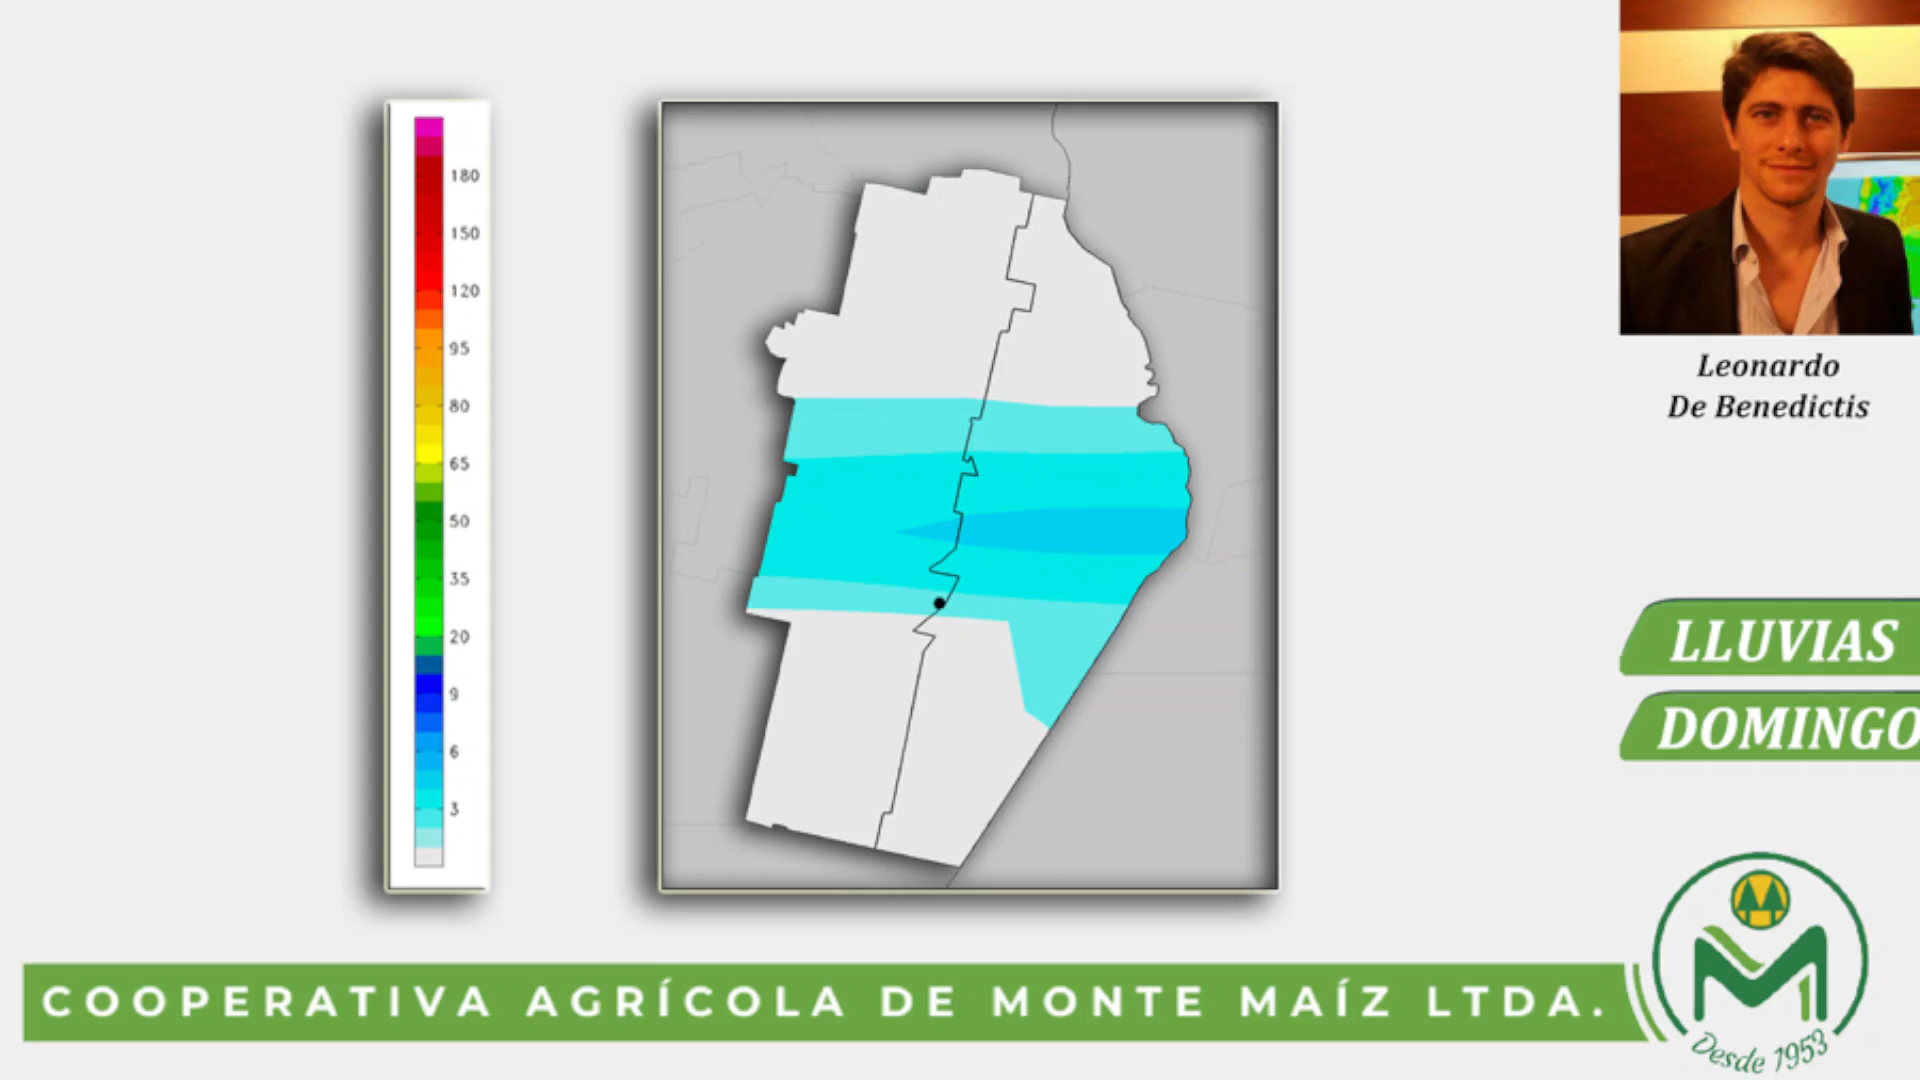 180
150
120
95
80
65
50
35
20
9
6
3
Leonardo
De Benedictis
LLUVIAS
DOMINGO
COOPERATIVA AGRÍCOLA DE MONTE MAÍZ LTDA.
Desde 1953